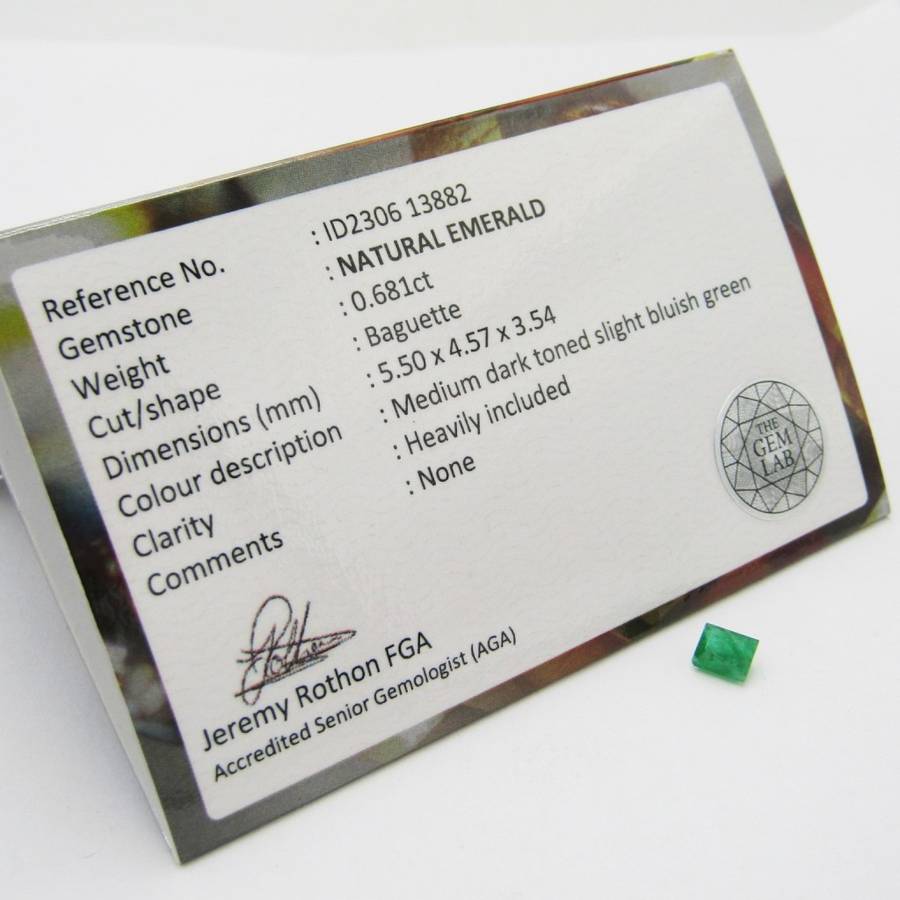 Reference No. : ID2306 13882
Gemstone : NATURAL EMERALD
Weight : 0.681ct
Cut/shape : Baguette
Dimensions (mm) : 5.50 x 4.57 x 3.54
Colour description : Medium dark toned slight bluish green
Clarity : Heavily included
Comments : None
THE
GEM
LAB
Jeremy Rothon FGA
Accredited Senior Gemologist (AGA)